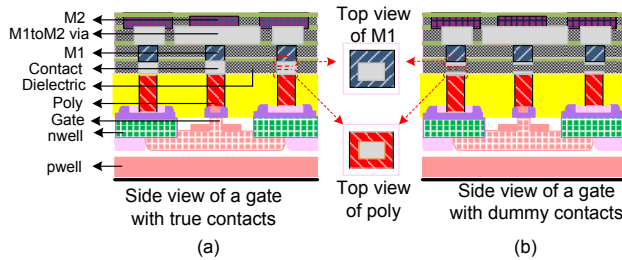 M2
M1toM2 via
M1
Contact
Dielectric
Poly
Gate
nwell
pwell
Top view
of M1
Top view
of poly
Side view of a gate
with true contacts
Side view of a gate
with dummy contacts
(a)
(b)